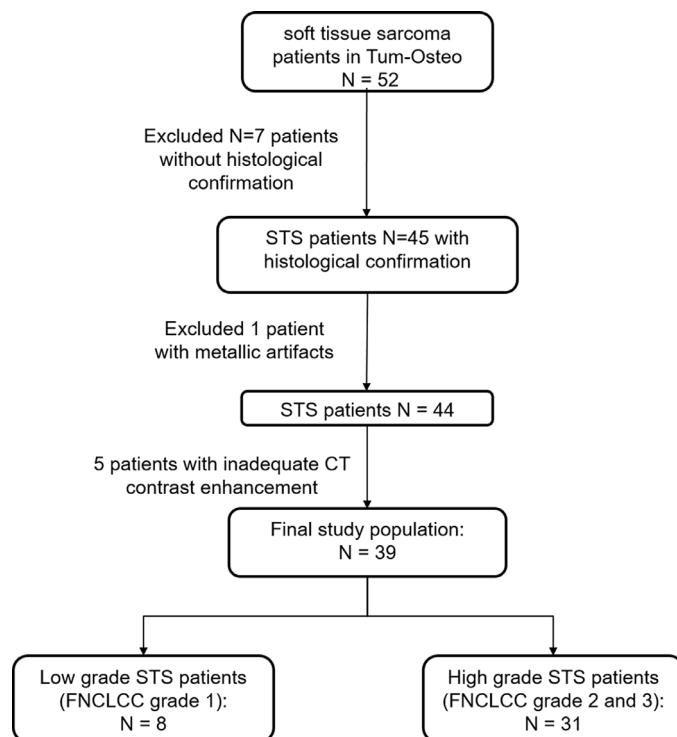 soft tissue sarcoma
patients in Tum-Osteo
N = 52
Excluded N=7 patients
without histological
confirmation
STS patients N=45 with
histological confirmation
Excluded 1 patient
with metallic artifacts
STS patients N = 44
5 patients with inadequate CT
contrast enhancement
Final study population:
N = 39
Low grade STS patients
(FNCLCC grade 1):
N = 8
High grade STS patients
(FNCLCC grade 2 and 3):
N = 31